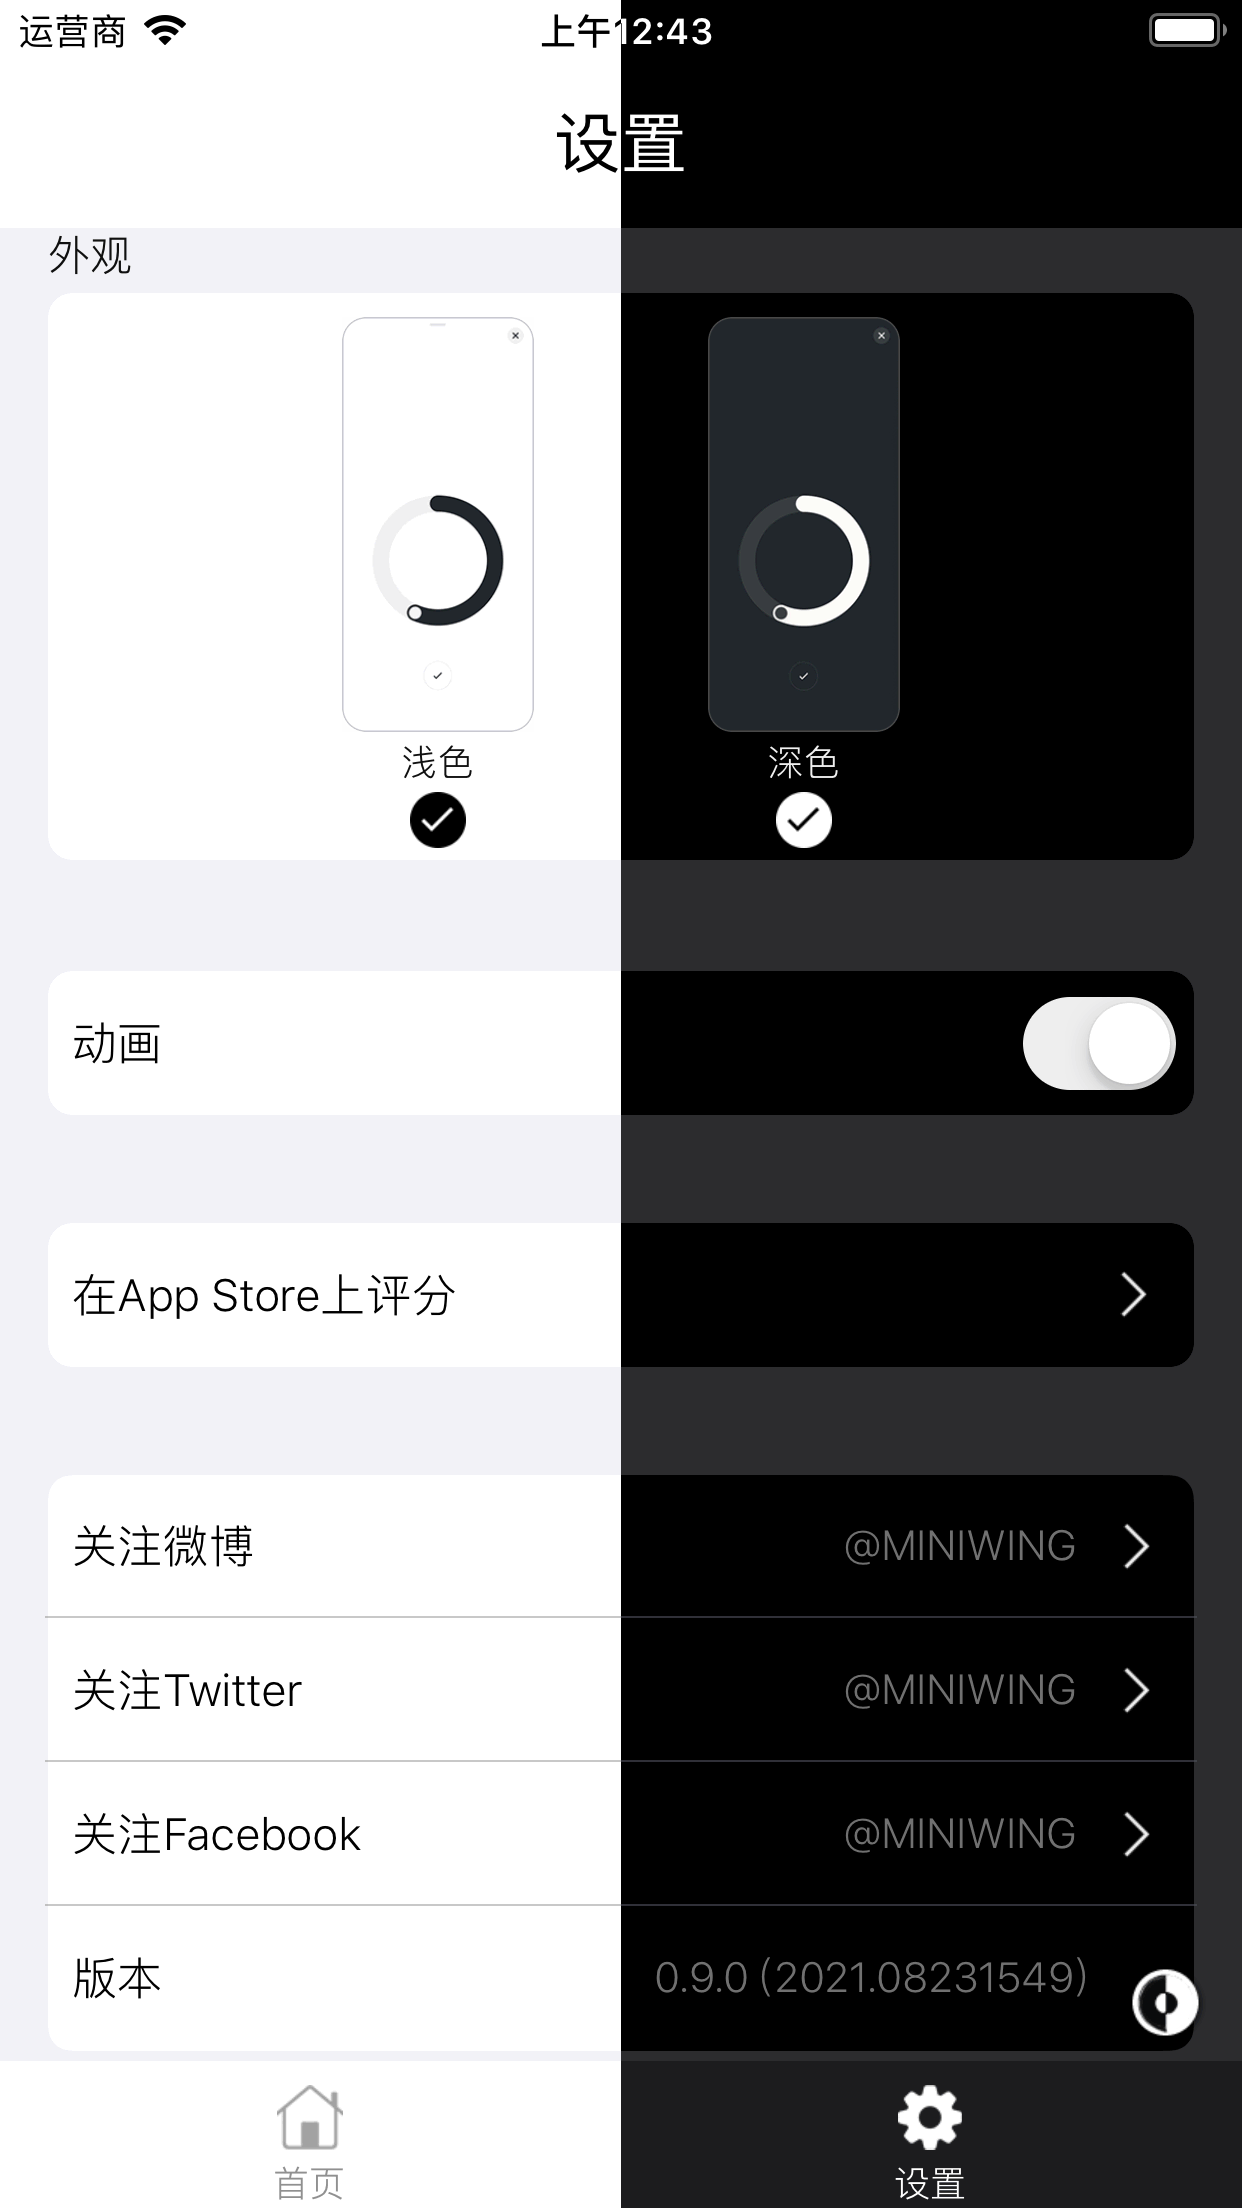 运营商 上午12:43
设置
外观
浅色 深色
动画
在App Store上评分
关注微博 @MINIWING
关注Twitter @MINIWING
关注Facebook @MINIWING
版本 0.9.0 (2021.08231549)
首页 设置